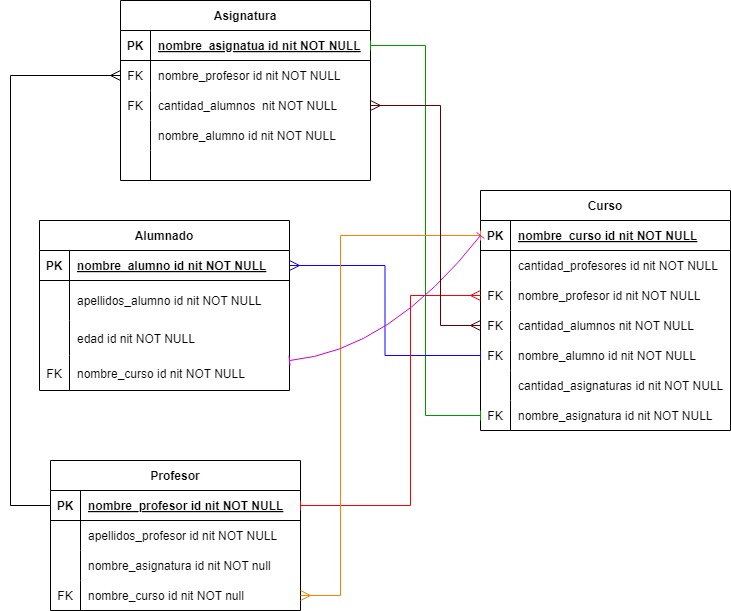 Asignatura
PK nombre_asignatua id nit NOT NULL
FK nombre_profesor id nit NOT NULL
FK cantidad_alumnos  nit NOT NULL
nombre_alumno id nit NOT NULL
Curso
PK nombre_curso id nit NOT NULL
cantidad_profesores id nit NOT NULL
FK nombre_profesor id nit NOT NULL
FK cantidad_alumnos nit NOT NULL
FK nombre_alumno id nit NOT NULL
cantidad_asignaturas nit NOT NULL
FK nombre_asignatura id nit NOT NULL
Alumnado
PK nombre_alumno id nit NOT NULL
apellidos_alumno id nit NOT NULL
edad id nit NOT NULL
FK nombre_curso id nit NOT NULL
Profesor
PK nombre_profesor id nit NOT NULL
apellidos_profesor id nit NOT NULL
nombre_asignatura id nit NOT null
FK nombre_curso id nit NOT null